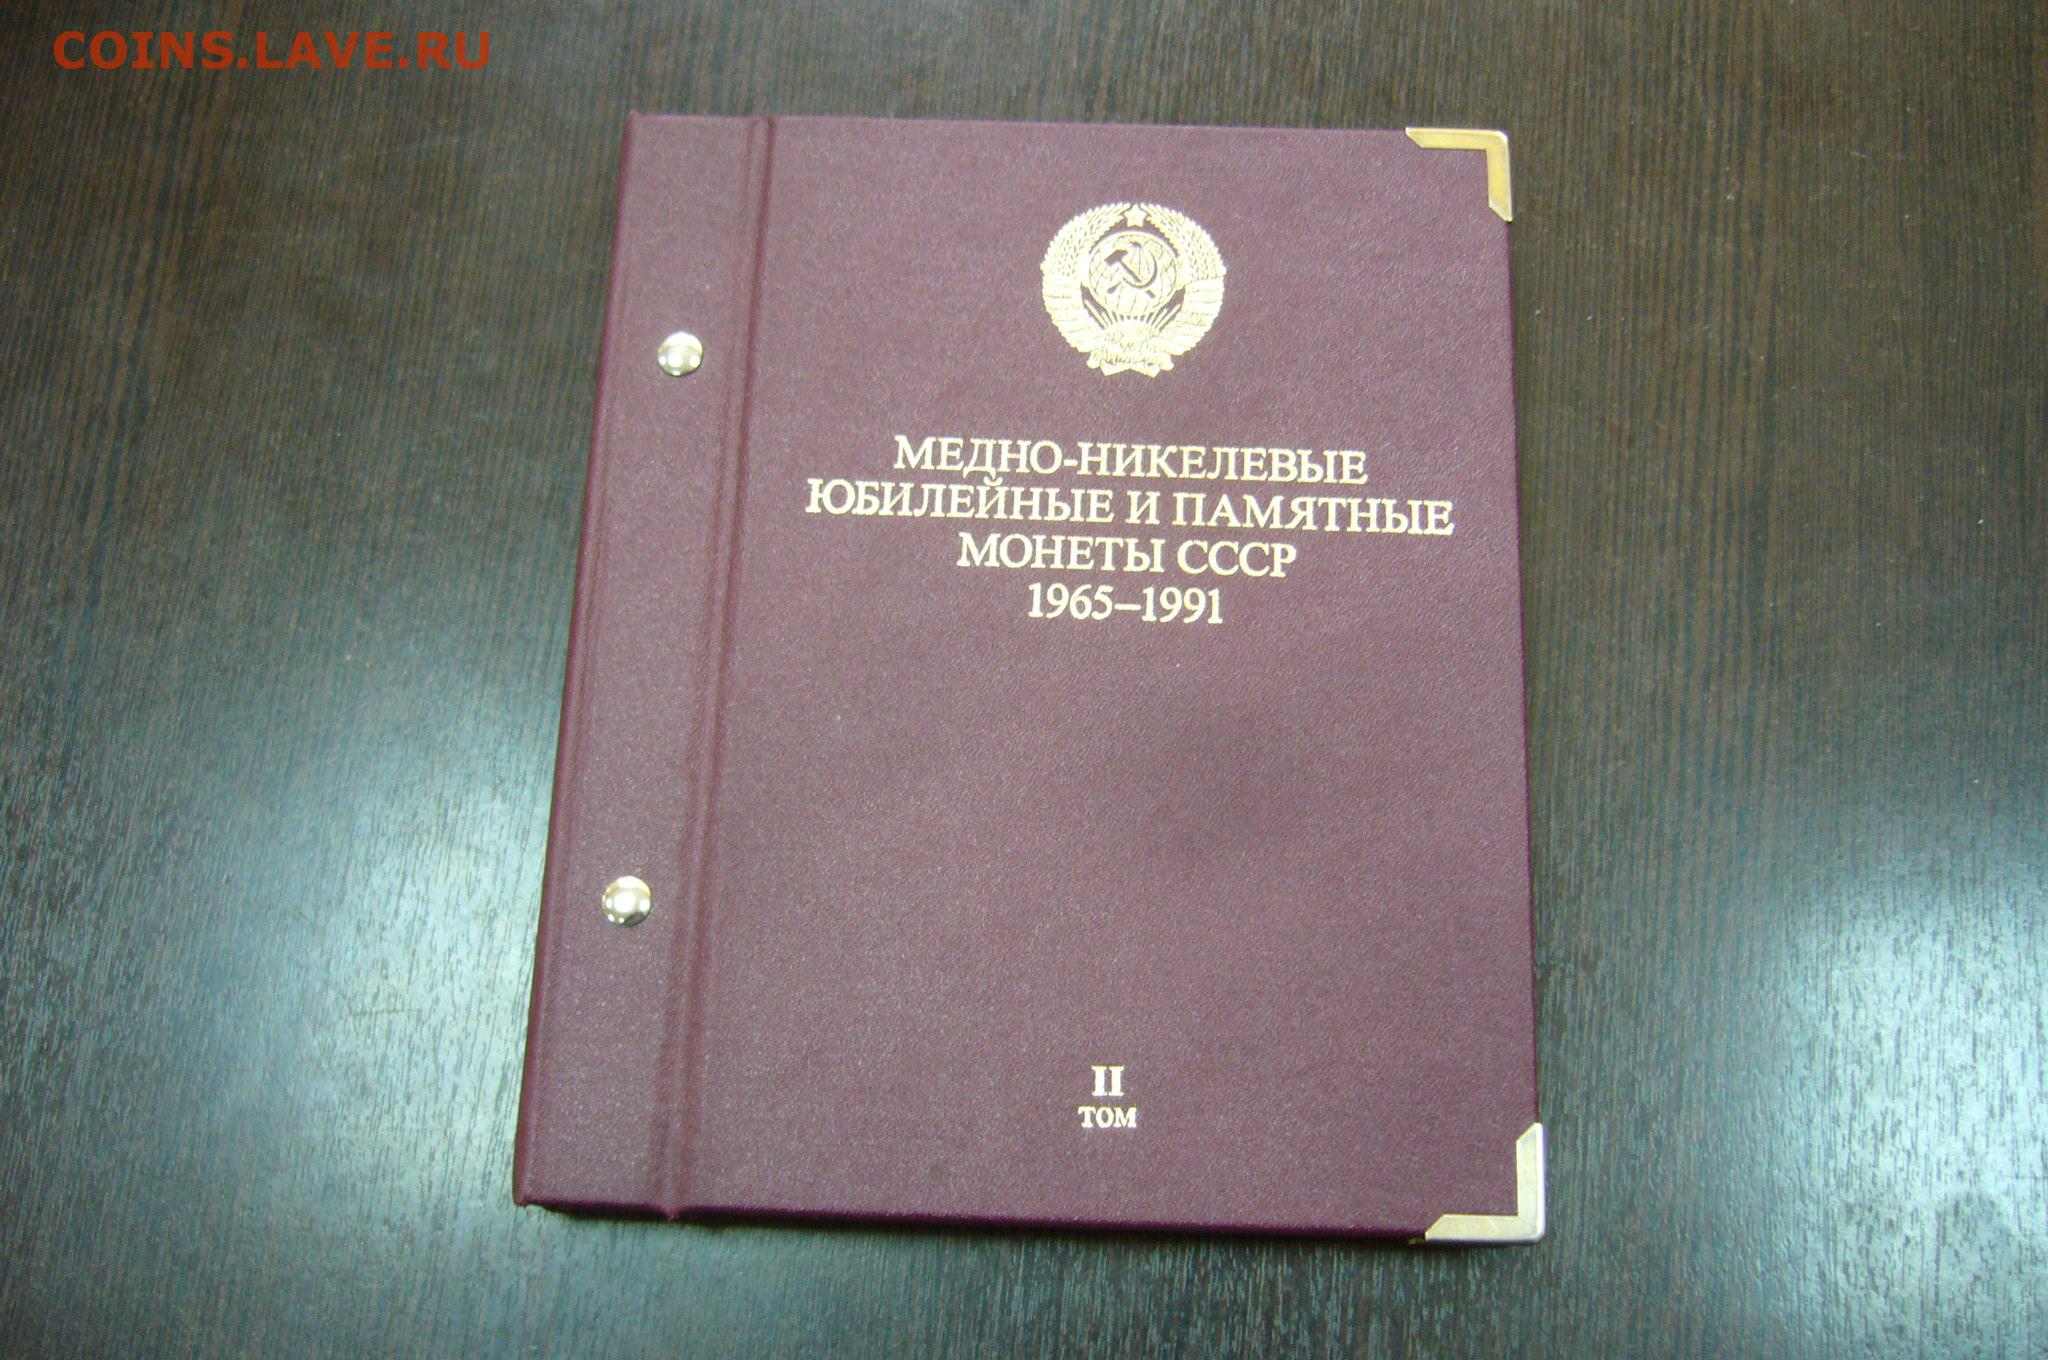 COINS.LAVE.RU
МЕДНО-НИКЕЛЕВЫЕ
ЮБИЛЕЙНЫЕ И ПАМЯТНЫЕ
МОНЕТЫ СССР
1965–1991
II
ТОМ